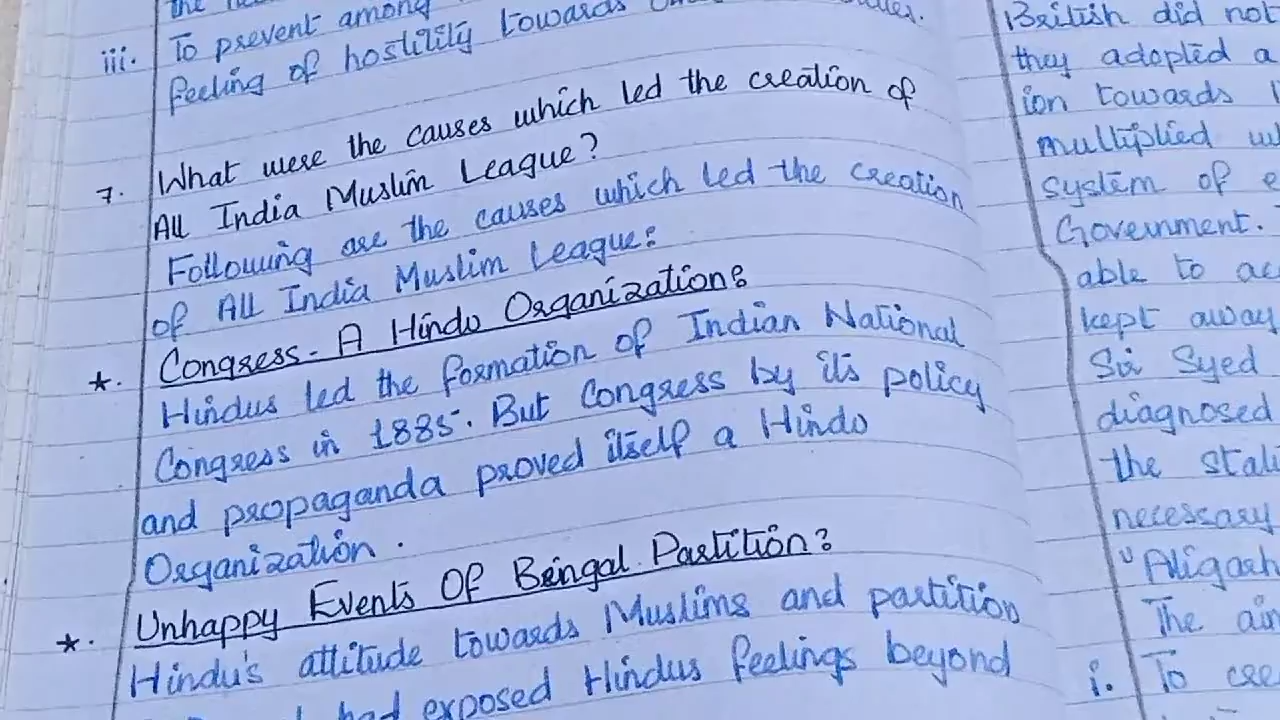 iii. To prevent among
feeling of hostility towards
7. What were the causes which led the creation of
All India Muslim League?
Following are the causes which led the creation
of All India Muslim League:
*. Congress - A Hindu Organization:
Hindus led the formation of Indian National
Congress in 1885. But Congress by its policy
and propaganda proved itself a Hindu
Organization.
*. Unhappy Events Of Bengal Partition:
Hindu's attitude towards Muslims and partition
had exposed Hindus feelings beyond
British did not
they adopted a
ion towards
multiplied
system of
Government.
able to
kept away
Sir Syed
diagnosed
the
necessary
"Aligarh
The
i. To